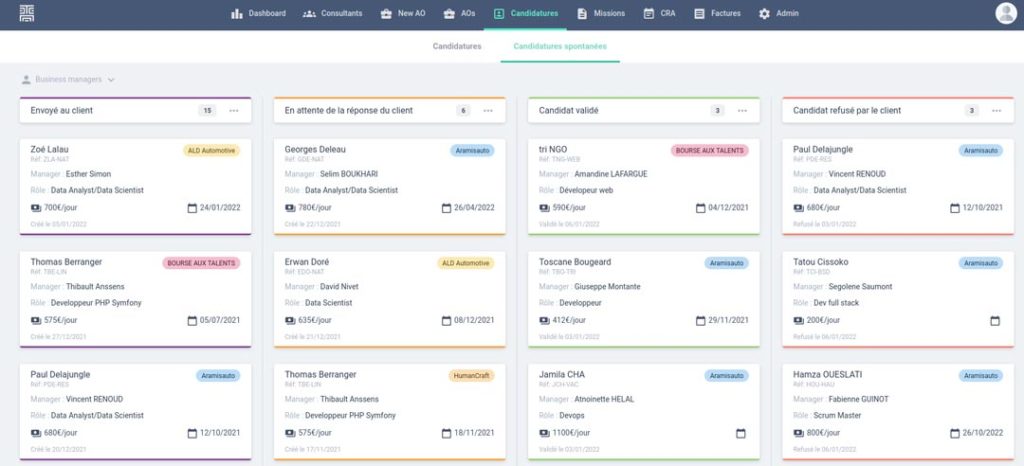 Dashboard Consultants New AO AOs Candidatures Missions CRA Factures Admin
Candidatures Candidatures spontanées
Business managers
Envoyé au client 15 ...
Zoé Lalau ALD Automotive
Réf: ZLA-NAT
Manager : Esther Simon
Rôle : Data Analyst/Data Scientist
700€/jour 24/01/2022
Créé le 05/01/2022
Thomas Berranger BOURSE AUX TALENTS
Réf: TBE-LIN
Manager : Thibault Anssens
Rôle : Developpeur PHP Symfony
575€/jour 05/07/2021
Créé le 27/12/2021
Paul Delajungle Aramisauto
Réf: PDE-RES
Manager : Vincent RENOUD
Rôle : Data Analyst/Data Scientist
680€/jour 12/10/2021
Créé le 20/12/2021
En attente de la réponse du client 6 ...
Georges Deleau Aramisauto
Réf: GDE-NAT
Manager : Selim BOUKHARI
Rôle : Data Analyst/Data Scientist
780€/jour 26/04/2022
Créé le 22/12/2021
Erwan Doré ALD Automotive
Réf: EDO-NAT
Manager : David Nivet
Rôle : Data Scientist
635€/jour 08/12/2021
Créé le 21/12/2021
Thomas Berranger HumanCraft
Réf: TBE-LIN
Manager : Thibault Anssens
Rôle : Developpeur PHP Symfony
575€/jour 18/11/2021
Créé le 17/11/2021
Candidat validé 3 ...
tri NGO BOURSE AUX TALENTS
Réf: TNG-WEB
Manager : Amandine LAFARGUE
Rôle : Dévelopeur web
590€/jour 04/12/2021
Validé le 06/01/2022
Toscane Bougeard Aramisauto
Réf: TBO-TRI
Manager : Giuseppe Montante
Rôle : Developpeur
412€/jour 29/11/2021
Validé le 03/01/2022
Jamila CHA Aramisauto
Réf: JCH-VAC
Manager : Atnoinette HELAL
Rôle : Devops
1100€/jour
Validé le 03/01/2022
Candidat refusé par le client 3 ...
Paul Delajungle Aramisauto
Réf: PDE-RES
Manager : Vincent RENOUD
Rôle : Data Analyst/Data Scientist
680€/jour 12/10/2021
Refusé le 03/01/2022
Tatou Cissoko Aramisauto
Réf: TCI-BSD
Manager : Segolene Saumont
Rôle : Dev full stack
200€/jour
Refusé le 06/01/2022
Hamza OUESLATI Aramisauto
Réf: HOU-HAU
Manager : Fabienne GUINOT
Rôle : Scrum Master
800€/jour 26/10/2022
Refusé le 06/01/2022